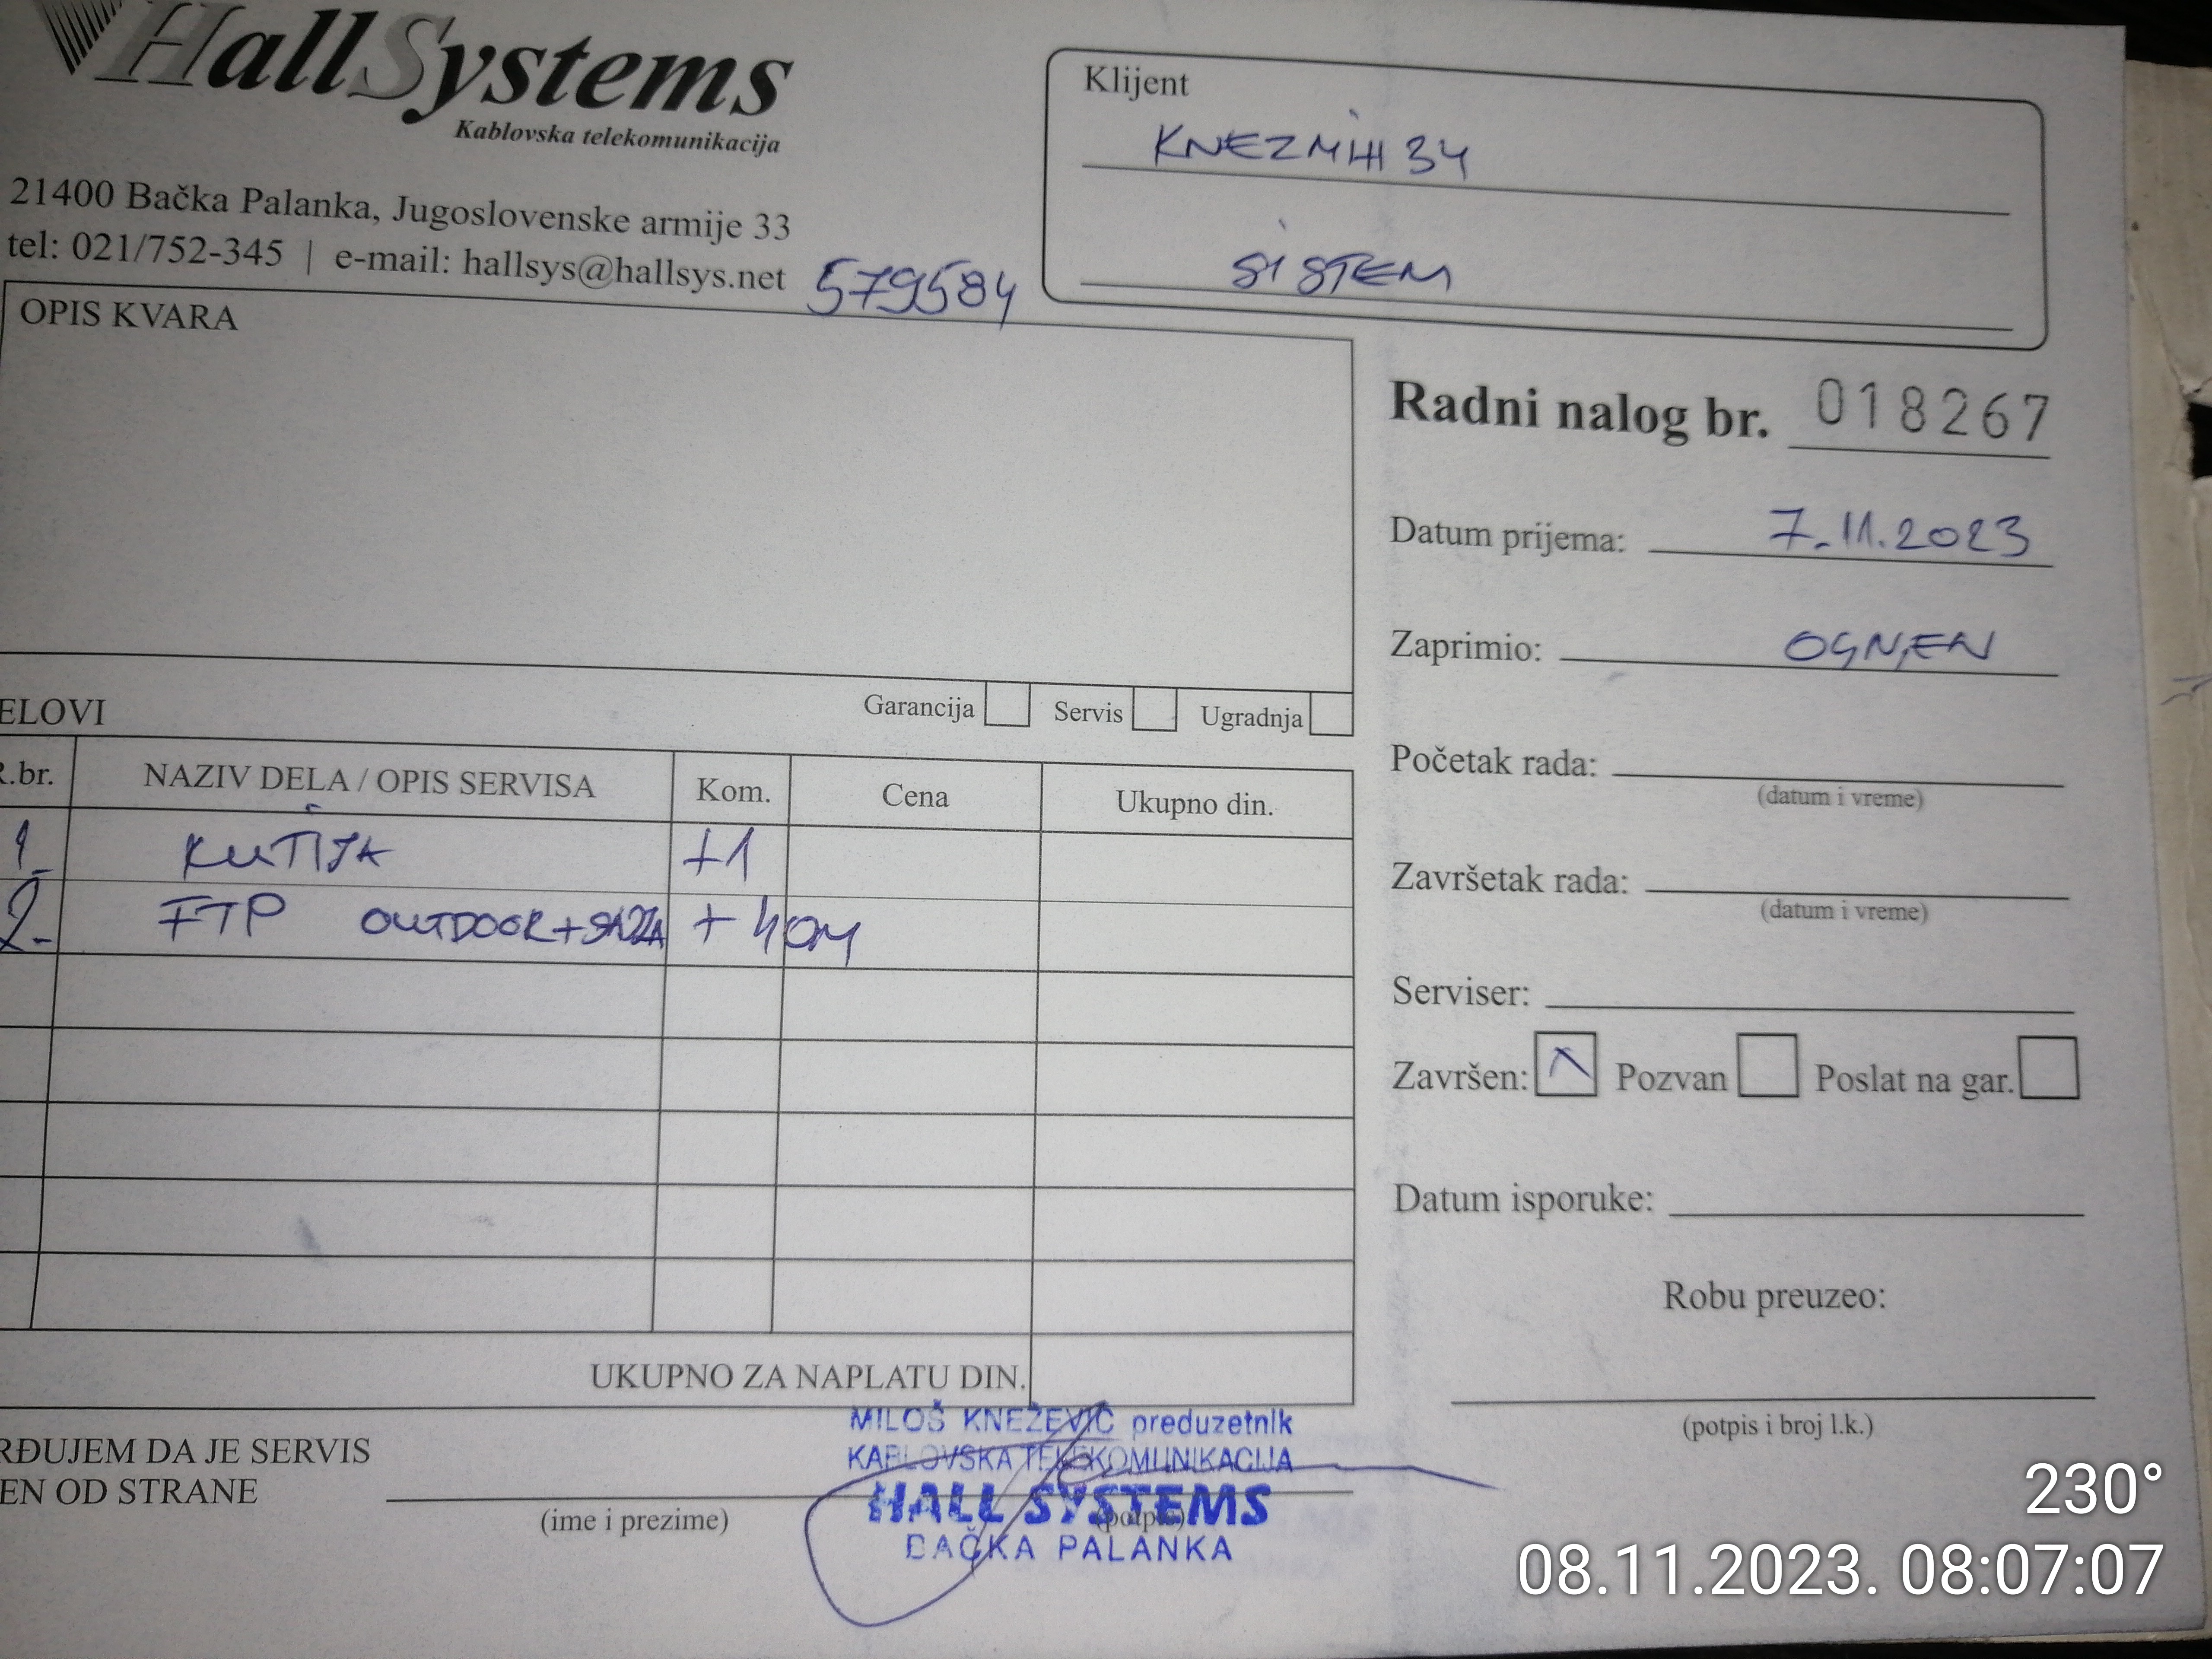 HallSystems
Kablovska telekomunikacija
21400 Bačka Palanka, Jugoslovenske armije 33
tel: 021/752-345 | e-mail: hallsys@hallsys.net
579584
Klijent
KNEZ MIH 34
SISTEM
OPIS KVARA
Radni nalog br. 018267
Datum prijema: 7.11.2023
Zaprimio: OGNJEN
Početak rada:
(datum i vreme)
Završetak rada:
(datum i vreme)
Serviser:
Završen: Pozvan Poslat na gar.
Datum isporuke:
Robu preuzeo:
(potpis i broj l.k.)
Garancija Servis Ugradnja
ELOVI
R.br. NAZIV DELA / OPIS SERVISA Kom. Cena Ukupno din.
1. KUTIJA +1
2. FTP OUTDOOR+SAJLA + 40M
UKUPNO ZA NAPLATU DIN.
RĐUJEM DA JE SERVIS
EN OD STRANE
(ime i prezime)
(potpis)
MILOŠ KNEŽEVIĆ preduzetnik
KABLOVSKA TELEKOMUNIKACIJA
HALL SYSTEMS
BAČKA PALANKA
230°
08.11.2023. 08:07:07